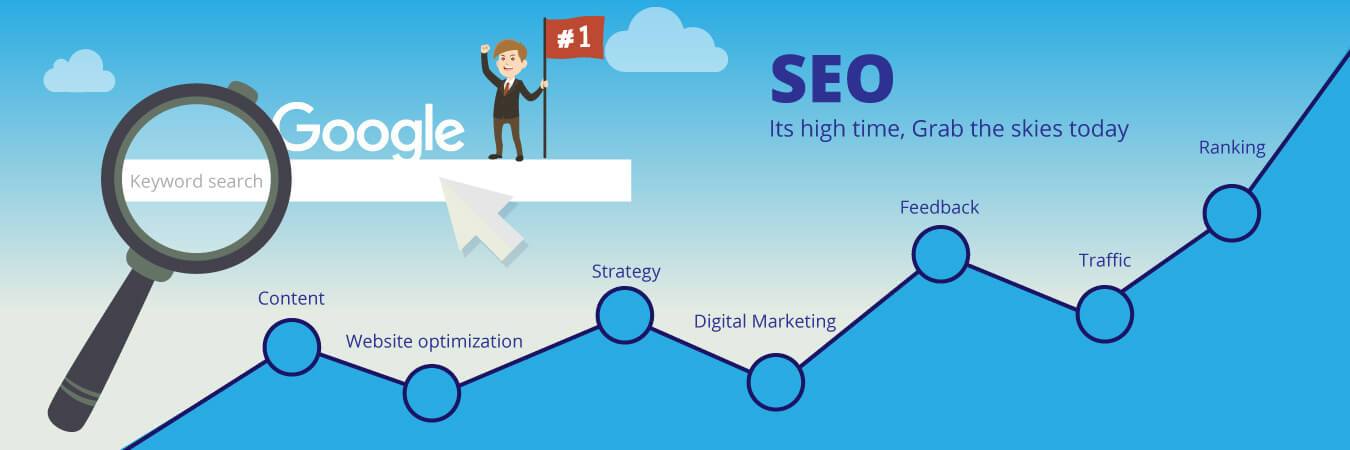 #1
Google
Keyword search
SEO
Its high time, Grab the skies today
Content
Website optimization
Strategy
Digital Marketing
Feedback
Traffic
Ranking